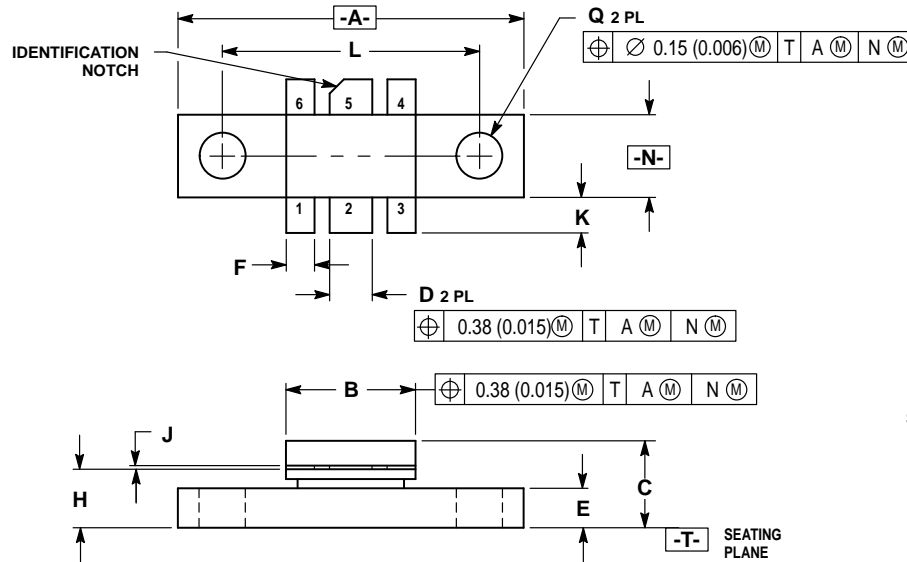 -A-
Q 2 PL
IDENTIFICATION
NOTCH
L
⌖ Ø 0.15 (0.006) Ⓜ T A Ⓜ N Ⓜ
6 5 4
-N-
1 2 3
K
F
D 2 PL
⌖ 0.38 (0.015) Ⓜ T A Ⓜ N Ⓜ
B
⌖ 0.38 (0.015) Ⓜ T A Ⓜ N Ⓜ
J
H
E
C
-T- SEATING
PLANE